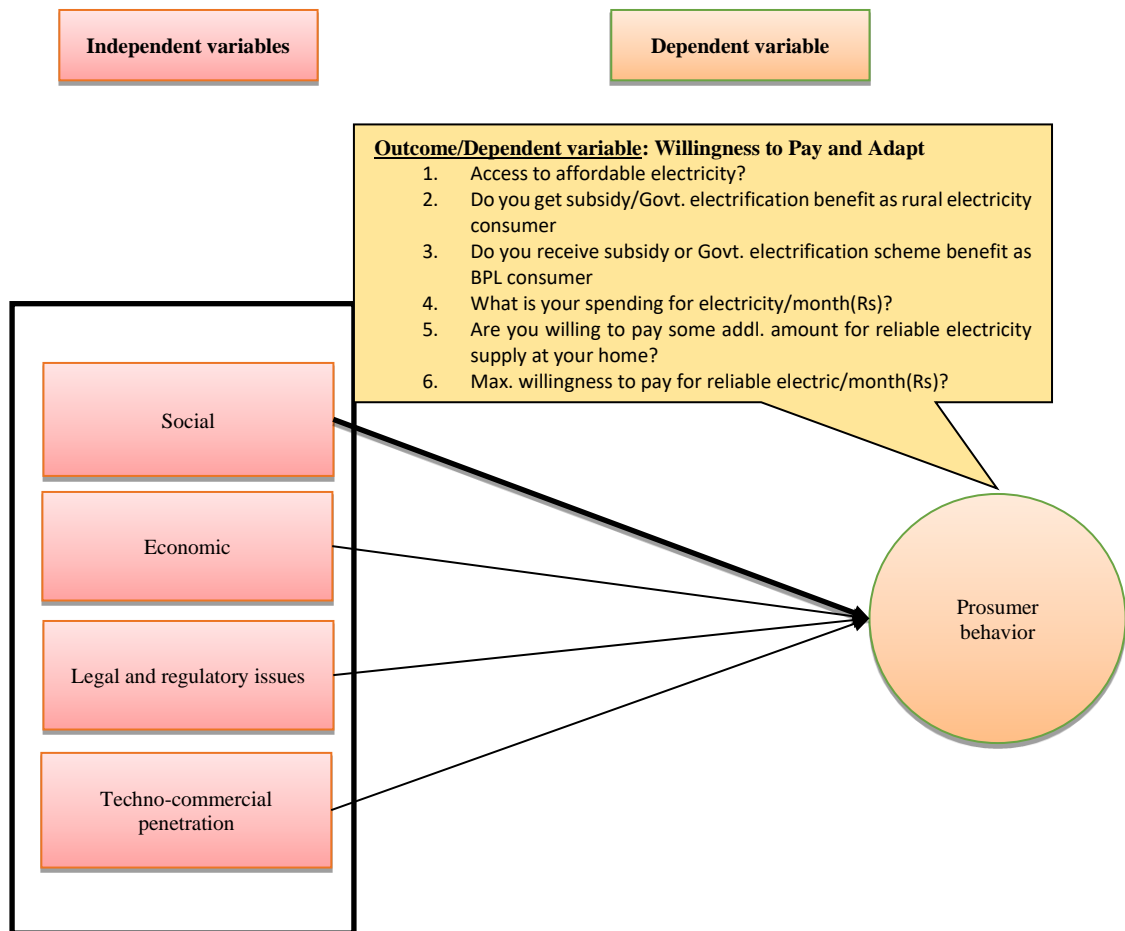 Independent variables
Dependent variable
Outcome/Dependent variable: Willingness to Pay and Adapt
1. Access to affordable electricity?
2. Do you get subsidy/Govt. electrification benefit as rural electricity
consumer
3. Do you receive subsidy or Govt. electrification scheme benefit as
BPL consumer
4. What is your spending for electricity/month(Rs)?
5. Are you willing to pay some addl. amount for reliable electricity
supply at your home?
6. Max. willingness to pay for reliable electric/month(Rs)?
Social
Economic
Legal and regulatory issues
Techno-commercial
penetration
Prosumer
behavior